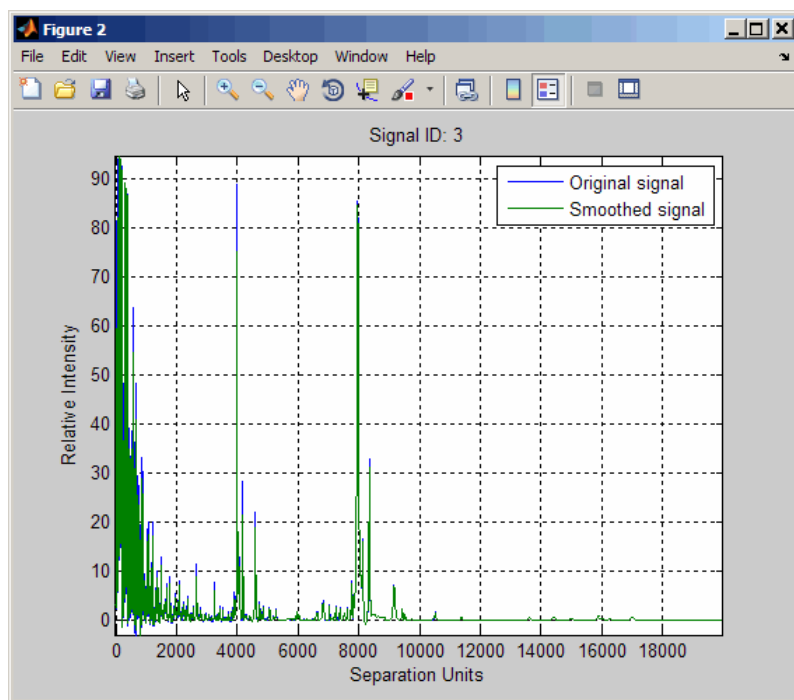 Figure 2
File Edit View Insert Tools Desktop Window Help
Signal ID: 3
Original signal
Smoothed signal
90
80
70
60
50
40
30
20
10
0
Relative Intensity
0 2000 4000 6000 8000 10000 12000 14000 16000 18000
Separation Units